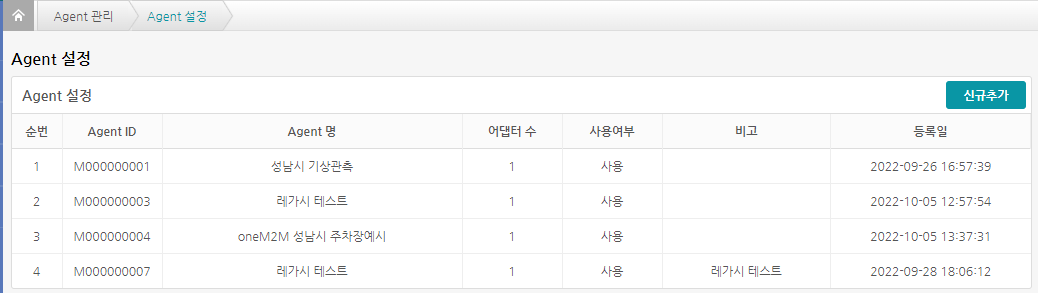 Agent 관리 Agent 설정
Agent 설정
Agent 설정 신규추가
순번 Agent ID Agent 명 어댑터 수 사용여부 비고 등록일
1 M000000001 성남시 기상관측 1 사용 2022-09-26 16:57:39
2 M000000003 레가시 테스트 1 사용 2022-10-05 12:57:54
3 M000000004 oneM2M 성남시 주차장예시 1 사용 2022-10-05 13:37:31
4 M000000007 레가시 테스트 1 사용 레가시 테스트 2022-09-28 18:06:12